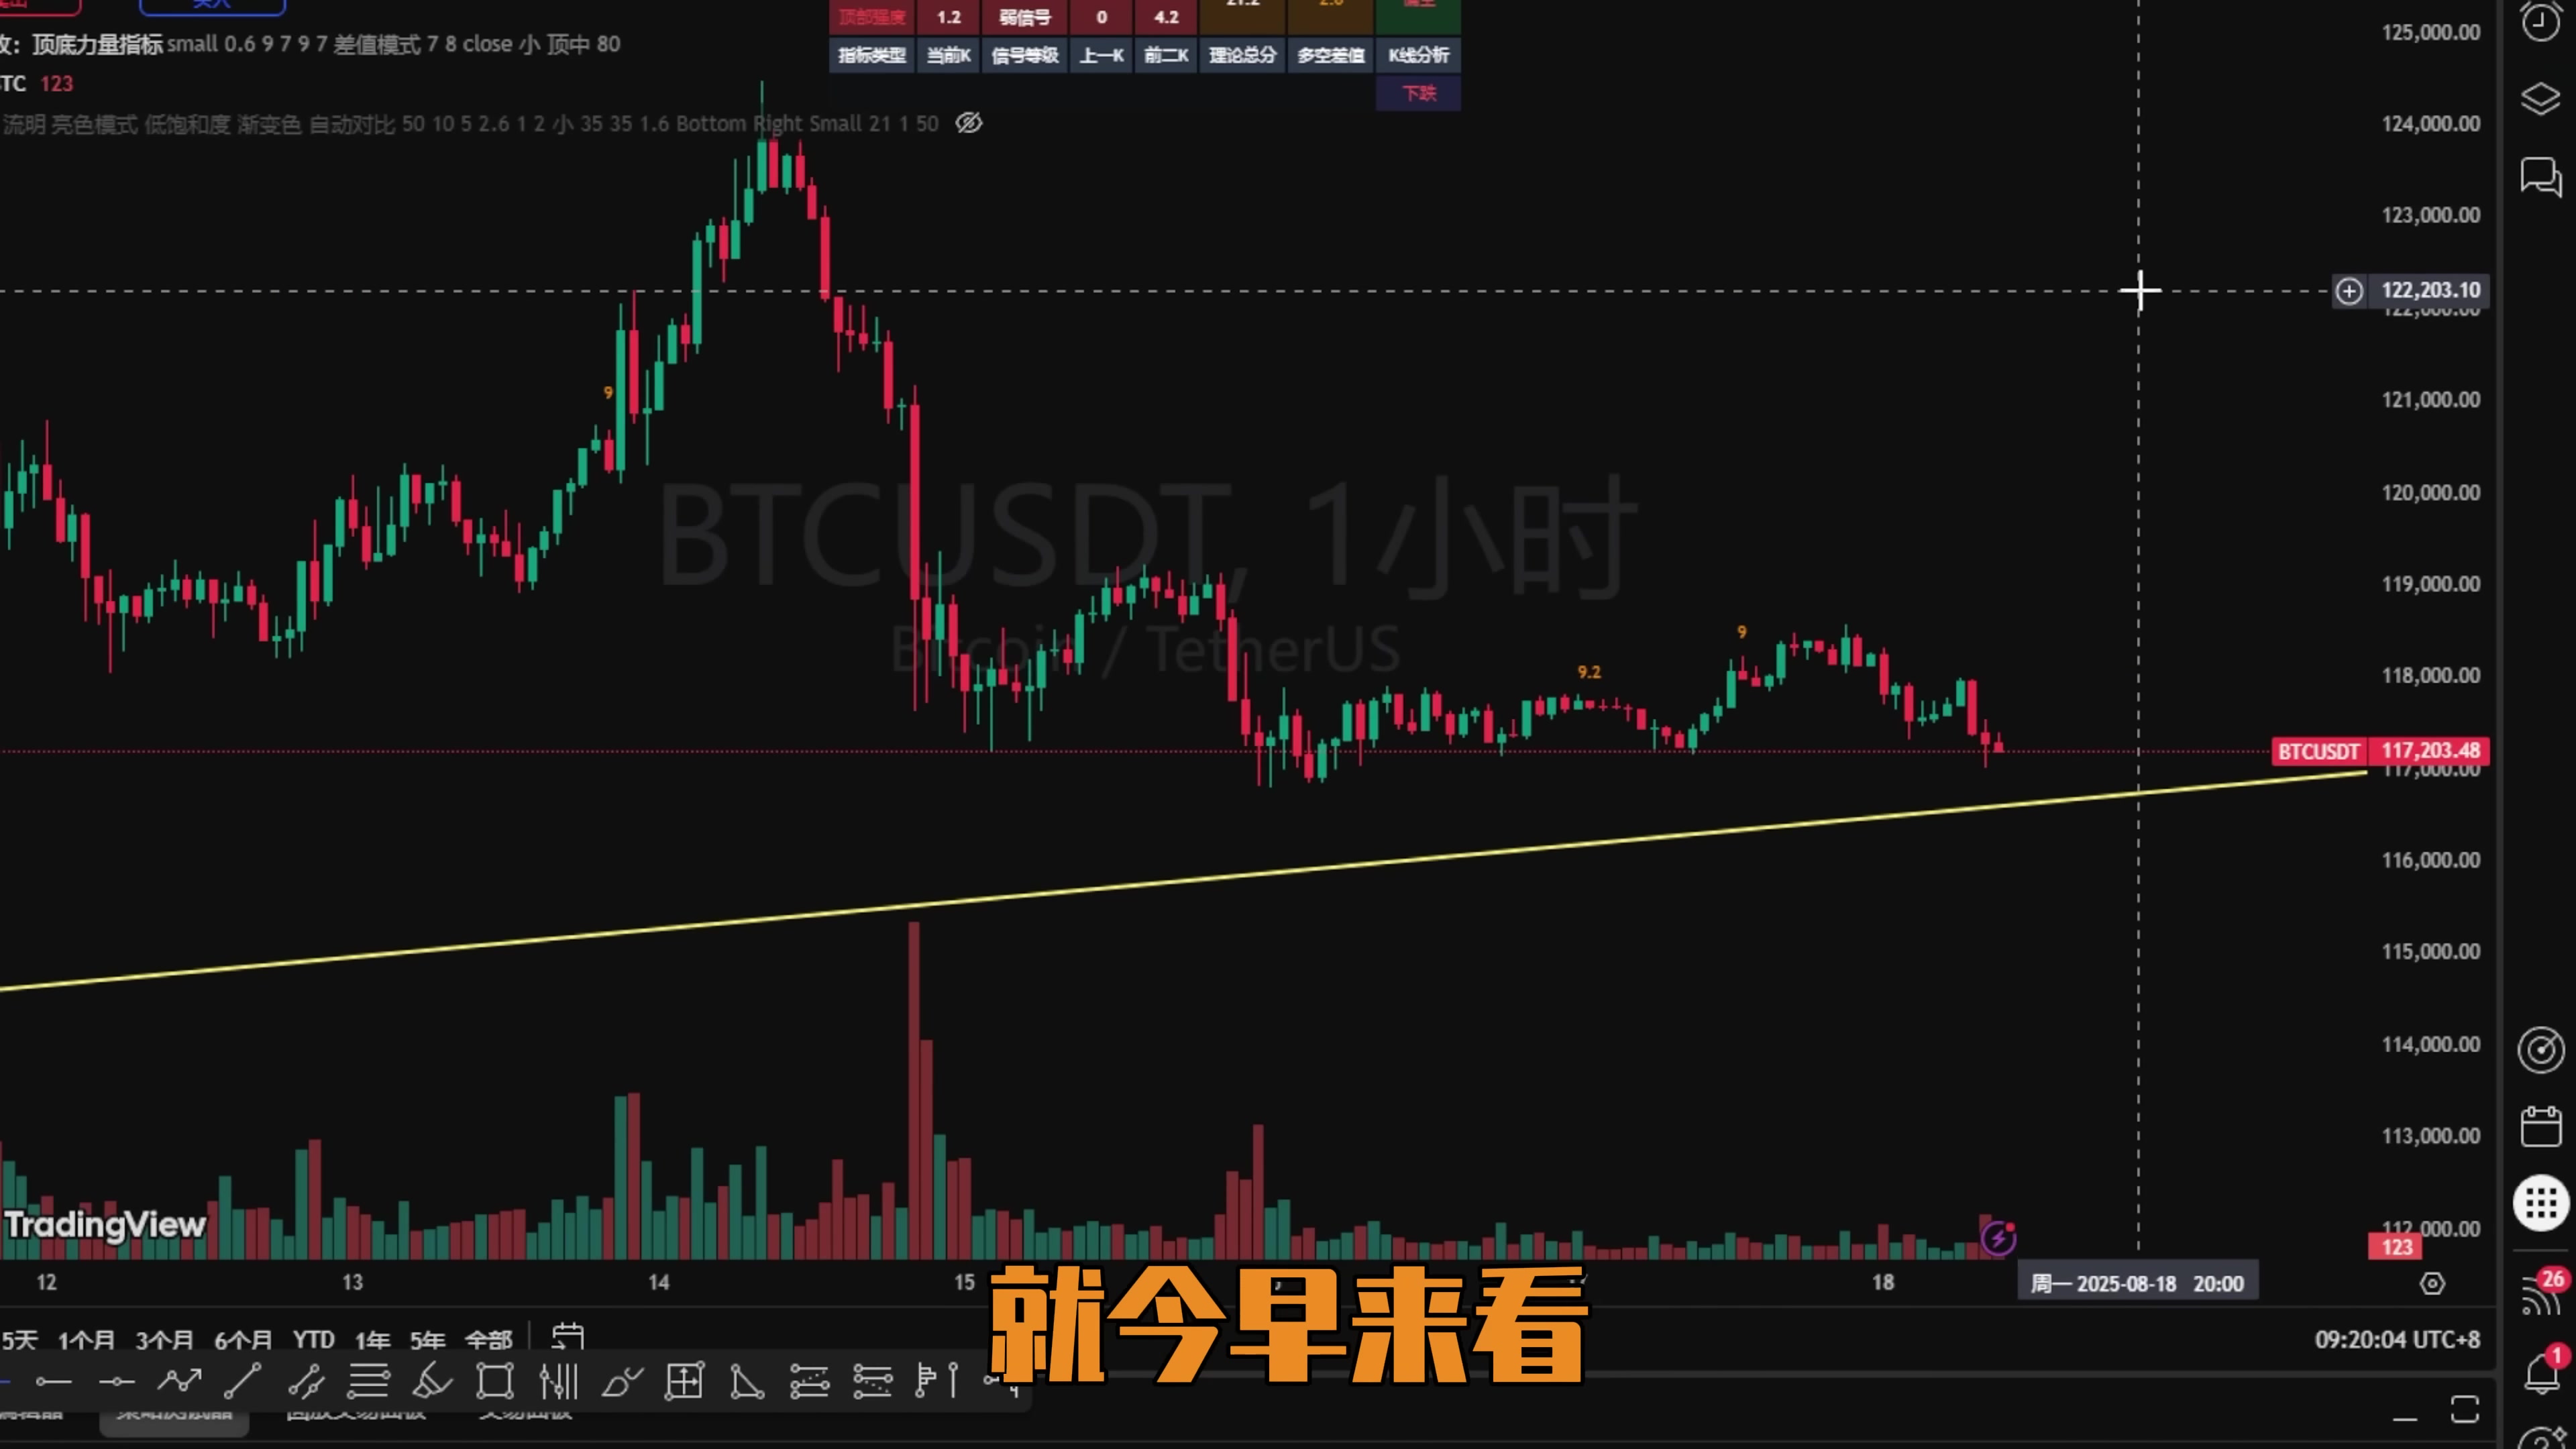 顶部强度 1.2 弱信号 0 4.2
攻：顶底力量指标 small 0.6 9 7 9 7 差值模式 7 8 close 小 顶中 80
指标类型 当前K 信号等级 上一K 前二K 理论总分 多空差值 K线分析
TC 123
下跌
流明 亮色模式 低饱和度 渐变色 自动对比 50 10 5 2.6 1 2 小 35 35 1.6 Bottom Right Small 21 1 50
125,000.00
124,000.00
123,000.00
122,203.10
121,000.00
120,000.00
119,000.00
118,000.00
BTCUSDT 117,203.48
117,000.00
116,000.00
115,000.00
114,000.00
113,000.00
112,000.00
123
9
BTCUSDT, 1小时
Bitcoin / TetherUS
9
9.2
TradingView
12 13 14 15 18 周一 2025-08-18 20:00
26
就今早来看
5天 1个月 3个月 6个月 YTD 1年 5年 全部
09:20:04 UTC+8
1